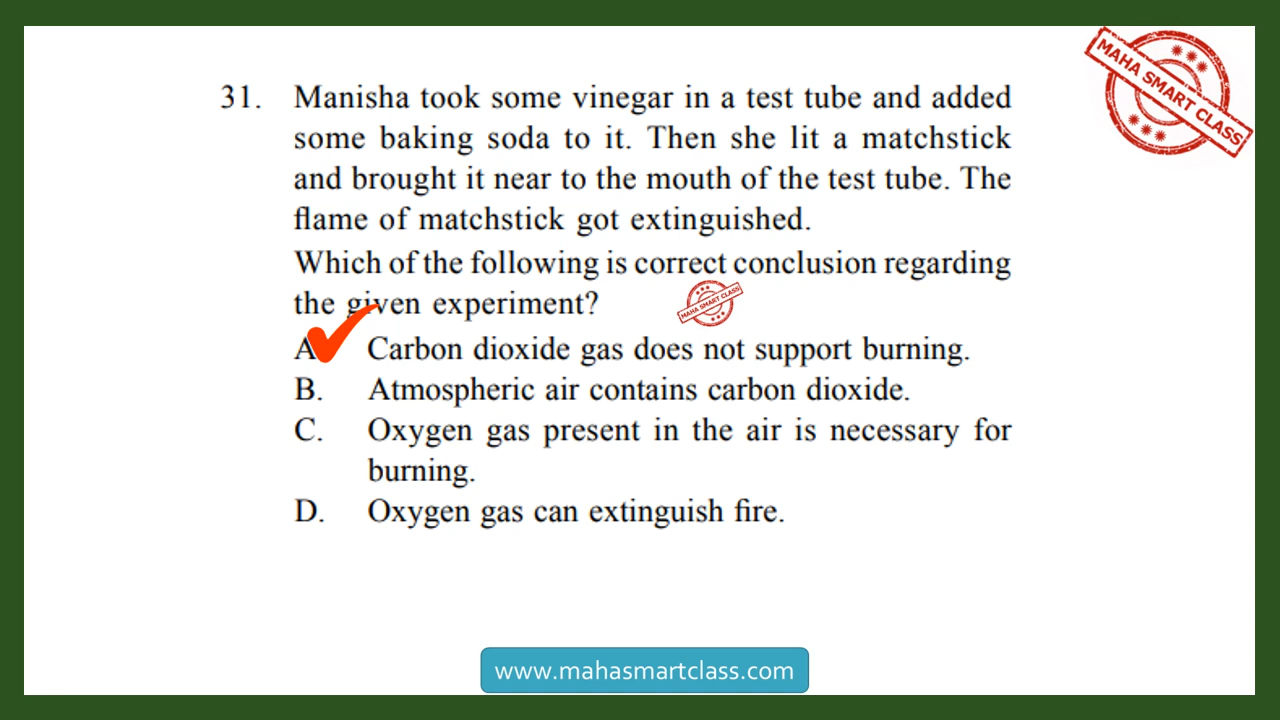 MAHA SMART CLASS
31. Manisha took some vinegar in a test tube and added
some baking soda to it. Then she lit a matchstick
and brought it near to the mouth of the test tube. The
flame of matchstick got extinguished.
Which of the following is correct conclusion regarding
the given experiment?
MAHA SMART CLASS
A Carbon dioxide gas does not support burning.
B. Atmospheric air contains carbon dioxide.
C. Oxygen gas present in the air is necessary for
burning.
D. Oxygen gas can extinguish fire.
www.mahasmartclass.com